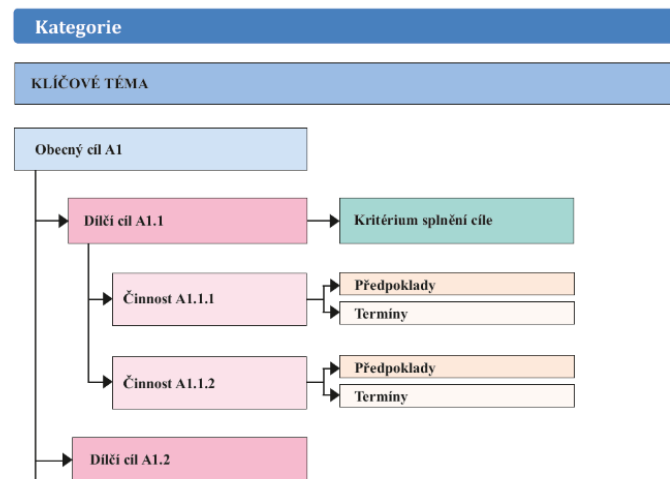 Kategorie
KLÍČOVÉ TÉMA
Obecný cíl A1
Dílčí cíl A1.1
Kritérium splnění cíle
Činnost A1.1.1
Předpoklady
Termíny
Činnost A1.1.2
Předpoklady
Termíny
Dílčí cíl A1.2